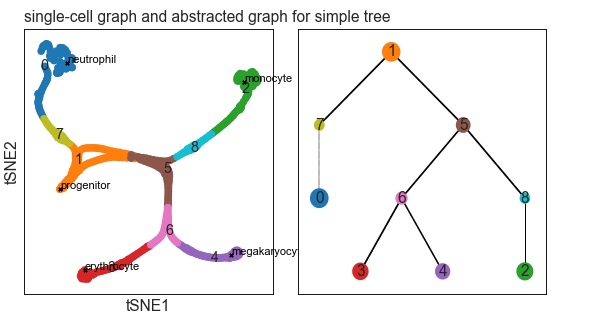 single-cell graph and abstracted graph for simple tree
0
neutrophil
monocyte
2
7
8
1
5
progenitor
6
4
megakaryocy
erythrocyte
3
tSNE2
tSNE1
1
7
5
0
6
8
3
4
2